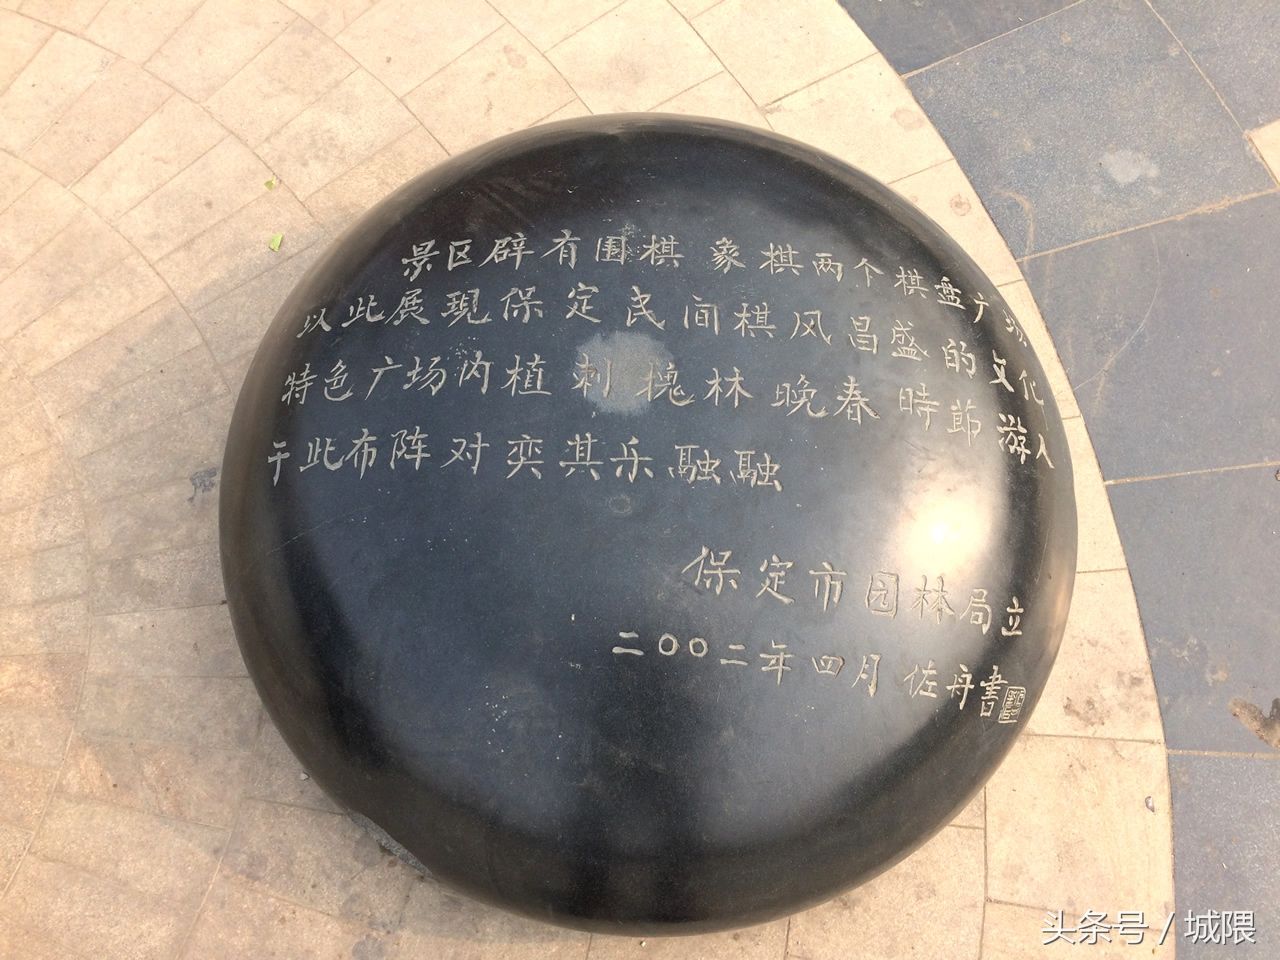 景区辟有围棋 象棋两个棋盘广场
以此展現保定民间棋风昌盛的文化
特色广场内植刺槐林晚春時節游人
于此布阵对奕其乐融融
保定市园林局立
二〇〇二年四月佐舟書
头条号 / 城隈